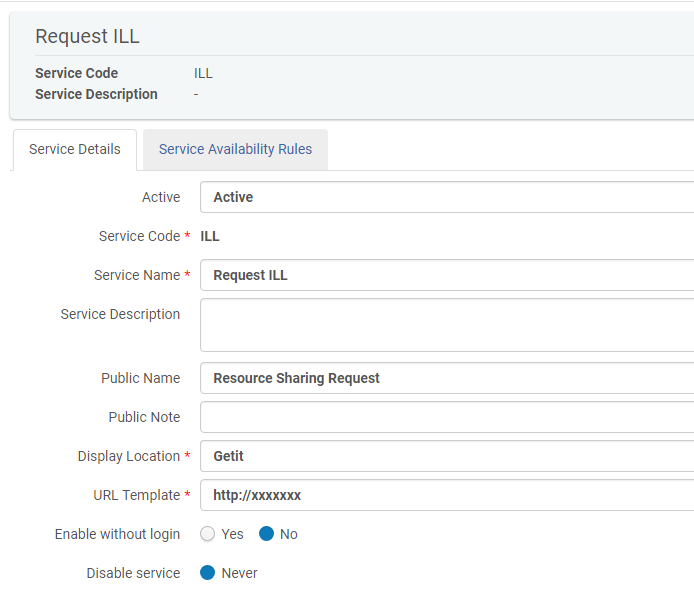 Request ILL
Service Code ILL
Service Description -
Service Details Service Availability Rules
Active Active
Service Code * ILL
Service Name * Request ILL
Service Description
Public Name Resource Sharing Request
Public Note
Display Location * Getit
URL Template * http://xxxxxxx
Enable without login Yes No
Disable service Never